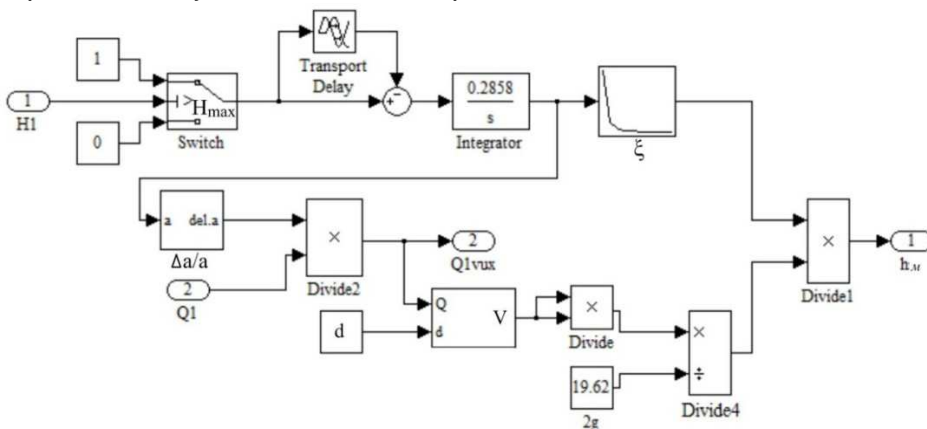 1
H1
1
0
>
H_max
Switch
Transport
Delay
+
-
0.2858
s
Integrator
ξ
a del.a
Δa/a
2
Q1
×
Divide2
2
Q1vux
d
Q
d
V
×
Divide
19.62
2g
×
÷
Divide4
×
Divide1
1
h.м